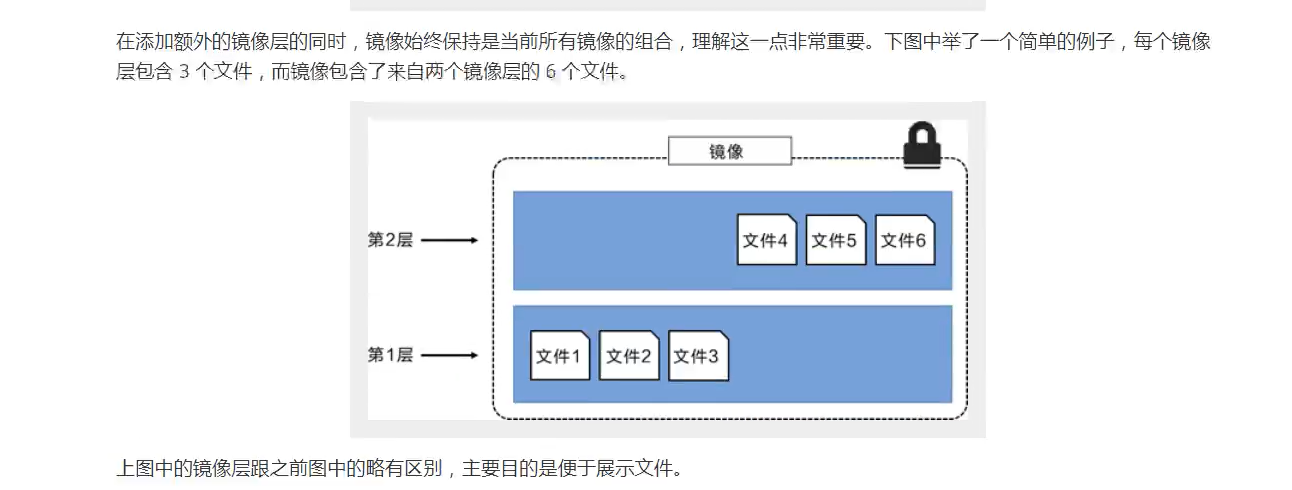 在添加额外的镜像层的同时，镜像始终保持是当前所有镜像的组合，理解这一点非常重要。下图中举了一个简单的例子，每个镜像
层包含 3 个文件，而镜像包含了来自两个镜像层的 6 个文件。
镜像
第2层
文件4 文件5 文件6
第1层
文件1 文件2 文件3
上图中的镜像层跟之前图中的略有区别，主要目的是便于展示文件。